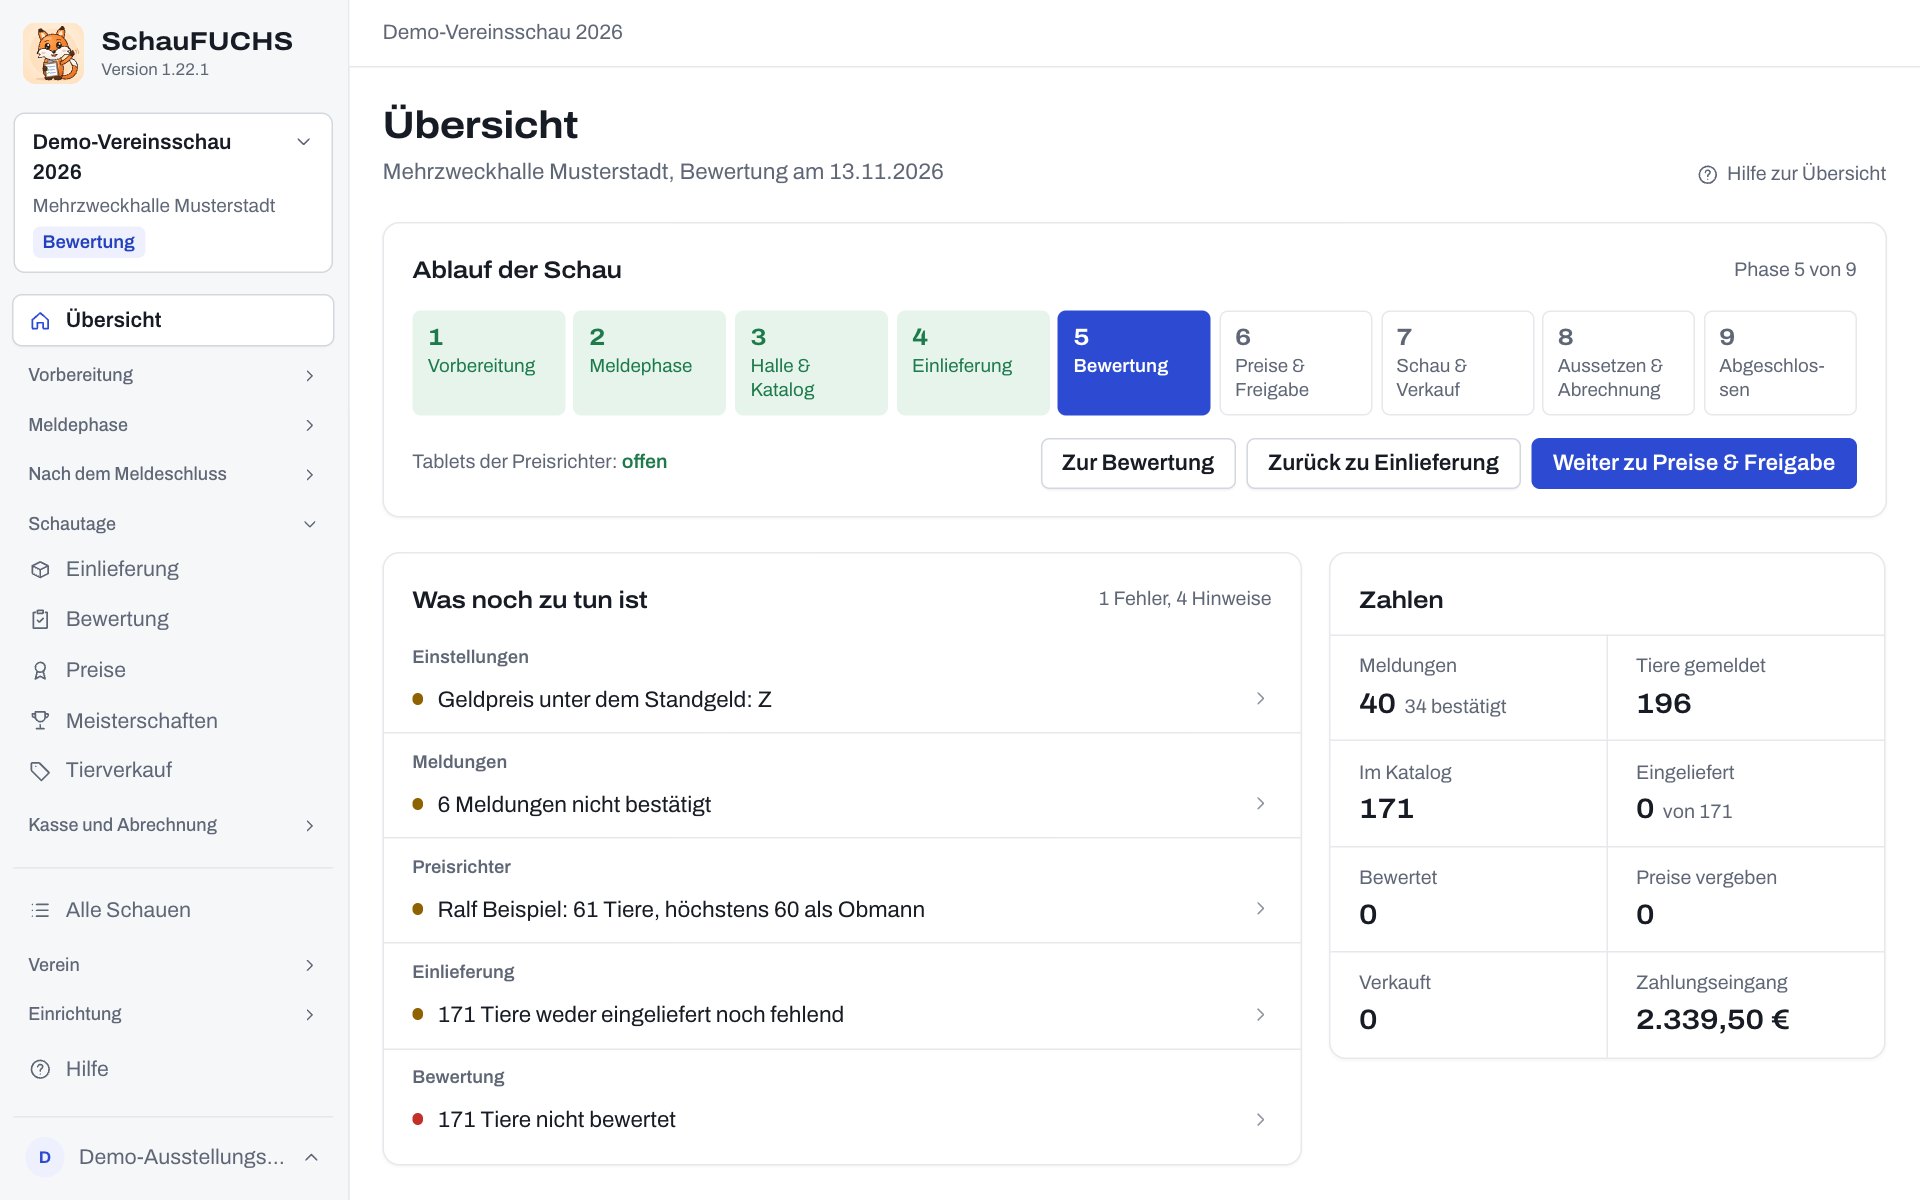 SchauFUCHS
Version 1.22.1
Demo-Vereinsschau
2026
Mehrzweckhalle Musterstadt
Bewertung
Übersicht
Vorbereitung
Meldephase
Nach dem Meldeschluss
Schautage
Einlieferung
Bewertung
Preise
Meisterschaften
Tierverkauf
Kasse und Abrechnung
Alle Schauen
Verein
Einrichtung
Hilfe
D Demo-Ausstellungs...
Demo-Vereinsschau 2026
Übersicht
Mehrzweckhalle Musterstadt, Bewertung am 13.11.2026
Hilfe zur Übersicht
Ablauf der Schau
Phase 5 von 9
1
Vorbereitung
2
Meldephase
3
Halle &
Katalog
4
Einlieferung
5
Bewertung
6
Preise &
Freigabe
7
Schau &
Verkauf
8
Aussetzen &
Abrechnung
9
Abgeschlos-
sen
Tablets der Preisrichter: offen
Zur Bewertung
Zurück zu Einlieferung
Weiter zu Preise & Freigabe
Was noch zu tun ist
1 Fehler, 4 Hinweise
Einstellungen
Geldpreis unter dem Standgeld: Z
Meldungen
6 Meldungen nicht bestätigt
Preisrichter
Ralf Beispiel: 61 Tiere, höchstens 60 als Obmann
Einlieferung
171 Tiere weder eingeliefert noch fehlend
Bewertung
171 Tiere nicht bewertet
Zahlen
Meldungen
40 34 bestätigt
Tiere gemeldet
196
Im Katalog
171
Eingeliefert
0 von 171
Bewertet
0
Preise vergeben
0
Verkauft
0
Zahlungseingang
2.339,50 €